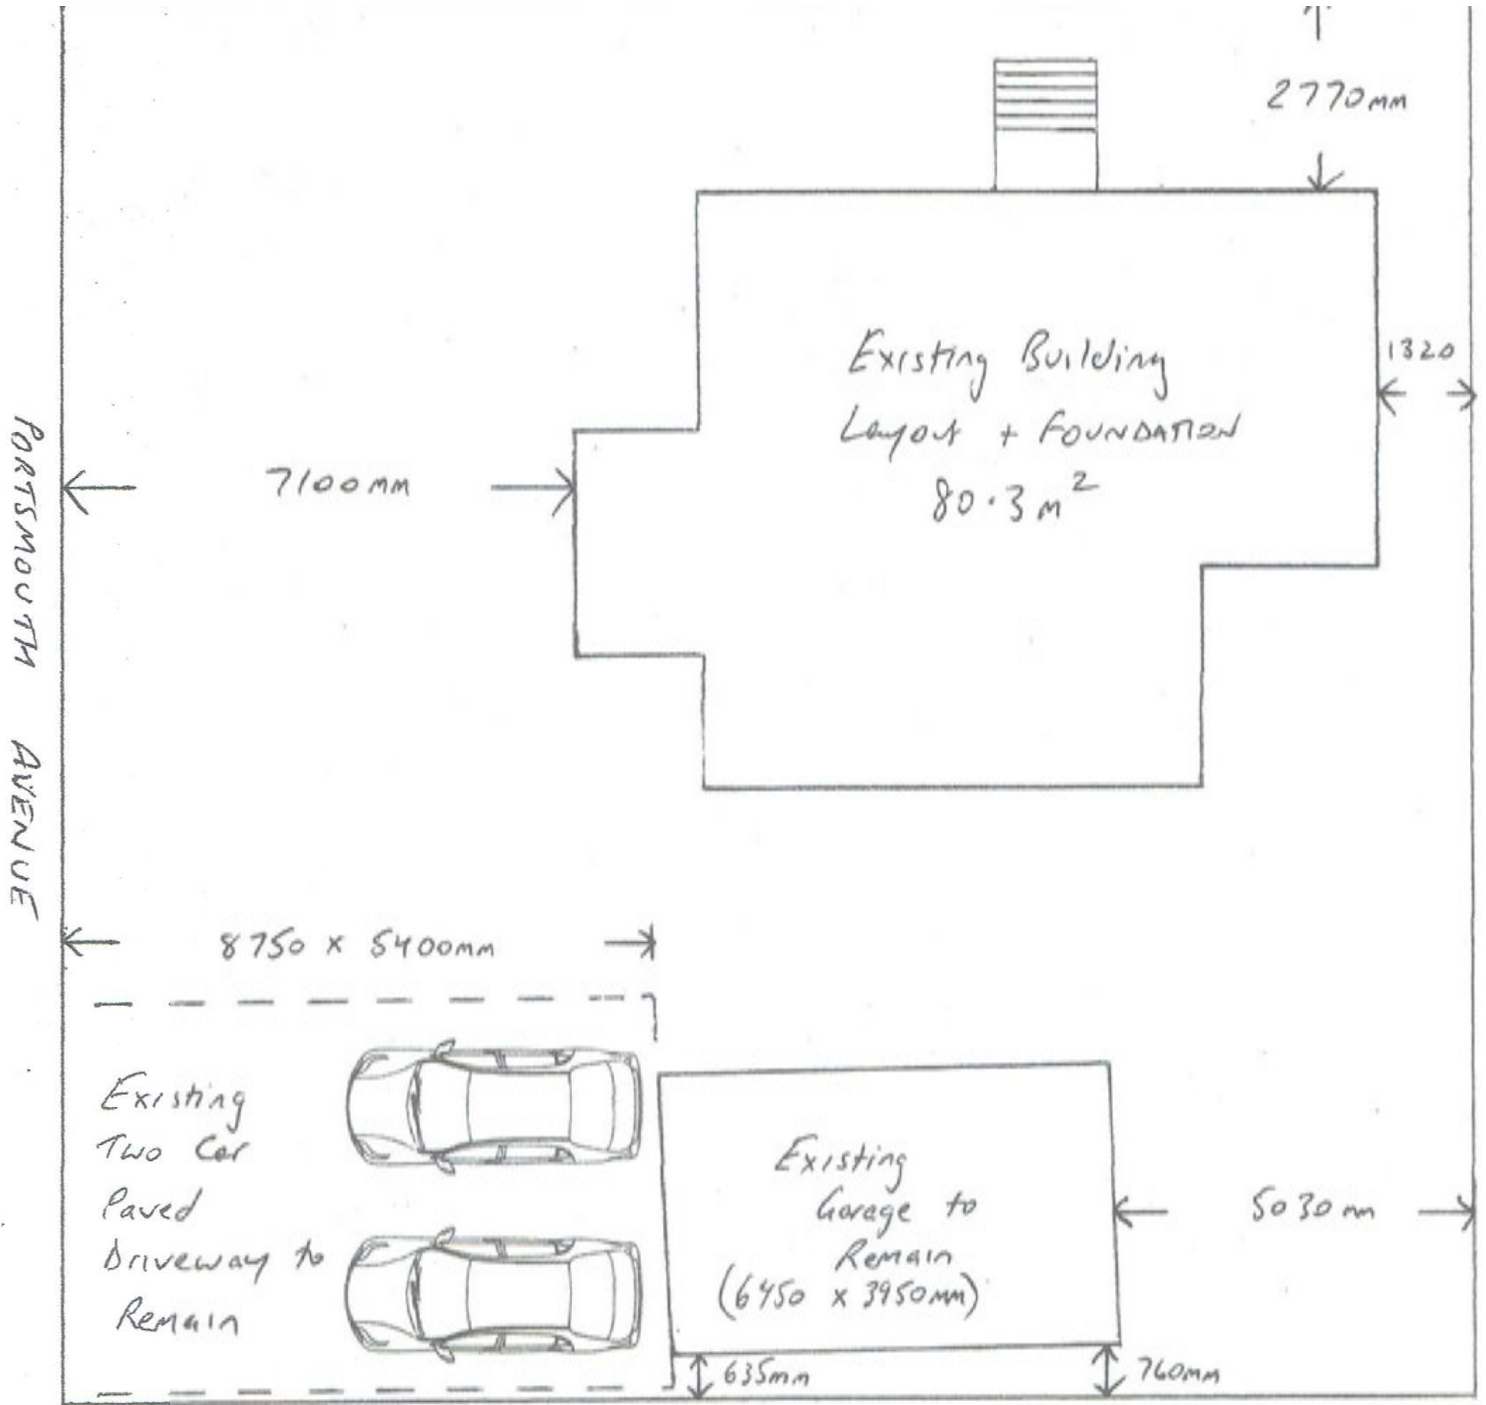 2770mm
Existing Building
Layout + FOUNDATION
80.3m²
1320
7100mm
PORTSMOUTH AVENUE
8750 x 5400mm
Existing
Two Car
Paved
Driveway to
Remain
Existing
Garage to
Remain
(6450 x 3950mm)
5030mm
635mm
760mm